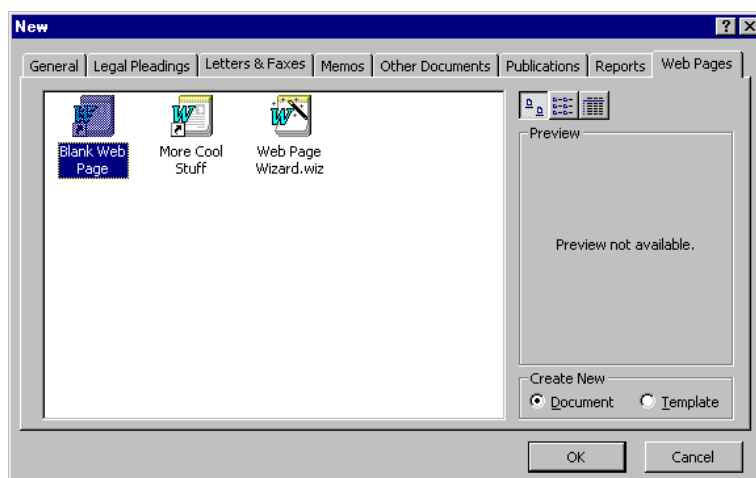 New
General Legal Pleadings Letters & Faxes Memos Other Documents Publications Reports Web Pages
Blank Web Page
More Cool Stuff
Web Page Wizard.wiz
Preview
Preview not available.
Create New
Document Template
OK Cancel